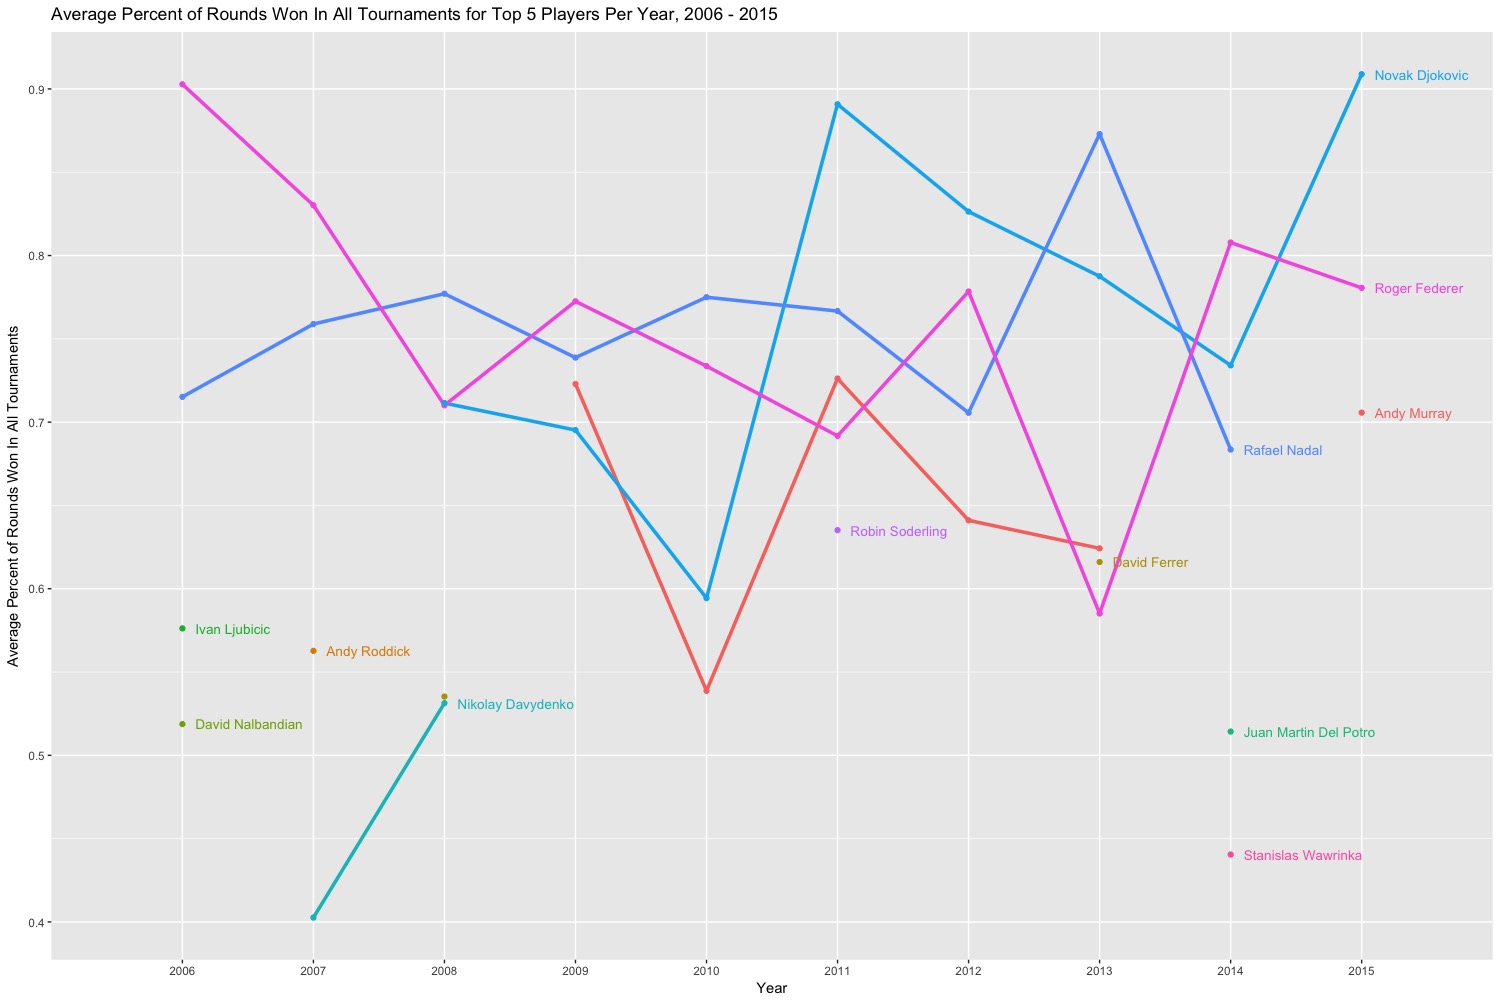 Average Percent of Rounds Won In All Tournaments for Top 5 Players Per Year, 2006 - 2015
Average Percent of Rounds Won In All Tournaments
0.9
0.8
0.7
0.6
0.5
0.4
Novak Djokovic
Roger Federer
Andy Murray
Rafael Nadal
Robin Soderling
David Ferrer
Ivan Ljubicic
Andy Roddick
Nikolay Davydenko
David Nalbandian
Juan Martin Del Potro
Stanislas Wawrinka
2006 2007 2008 2009 2010 2011 2012 2013 2014 2015
Year